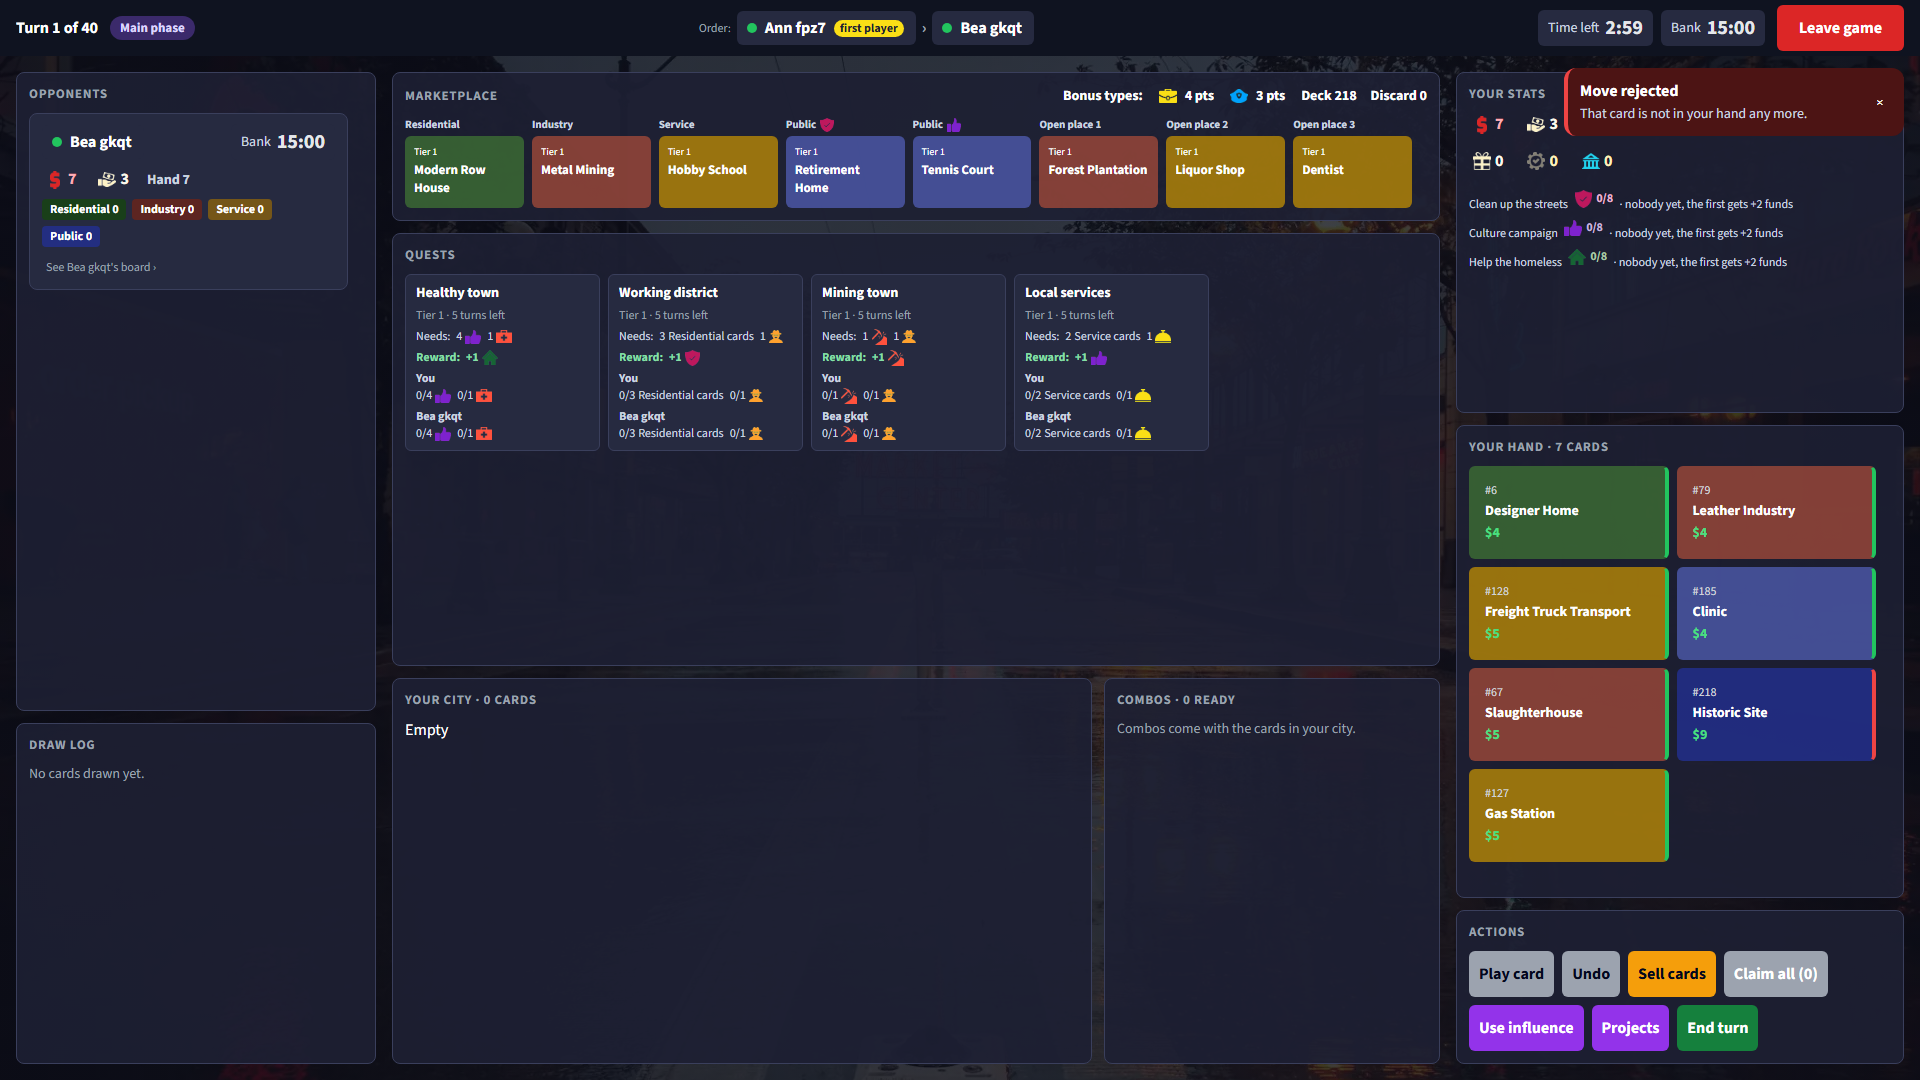 Turn 1 of 40
Main phase
Order:
Ann fpz7
first player
›
Bea gkqt
Time left 2:59
Bank 15:00
Leave game
OPPONENTS
Bea gkqt
Bank 15:00
7
3
Hand 7
Residential 0
Industry 0
Service 0
Public 0
See Bea gkqt's board ›
DRAW LOG
No cards drawn yet.
MARKETPLACE
Bonus types:
4 pts
3 pts
Deck 218
Discard 0
Residential
Industry
Service
Public
Public
Open place 1
Open place 2
Open place 3
Tier 1
Modern Row
House
Tier 1
Metal Mining
Tier 1
Hobby School
Tier 1
Retirement
Home
Tier 1
Tennis Court
Tier 1
Forest Plantation
Tier 1
Liquor Shop
Tier 1
Dentist
QUESTS
Healthy town
Tier 1 · 5 turns left
Needs: 4 1
Reward: +1
You
0/4 0/1
Bea gkqt
0/4 0/1
Working district
Tier 1 · 5 turns left
Needs: 3 Residential cards 1
Reward: +1
You
0/3 Residential cards 0/1
Bea gkqt
0/3 Residential cards 0/1
Mining town
Tier 1 · 5 turns left
Needs: 1 1
Reward: +1
You
0/1 0/1
Bea gkqt
0/1 0/1
Local services
Tier 1 · 5 turns left
Needs: 2 Service cards 1
Reward: +1
You
0/2 Service cards 0/1
Bea gkqt
0/2 Service cards 0/1
YOUR CITY · 0 CARDS
Empty
COMBOS · 0 READY
Combos come with the cards in your city.
YOUR STATS
Move rejected
That card is not in your hand any more.
×
7
3
0
0
0
Clean up the streets 0/8 · nobody yet, the first gets +2 funds
Culture campaign 0/8 · nobody yet, the first gets +2 funds
Help the homeless 0/8 · nobody yet, the first gets +2 funds
YOUR HAND · 7 CARDS
#6
Designer Home
$4
#79
Leather Industry
$4
#128
Freight Truck Transport
$5
#185
Clinic
$4
#67
Slaughterhouse
$5
#218
Historic Site
$9
#127
Gas Station
$5
ACTIONS
Play card
Undo
Sell cards
Claim all (0)
Use influence
Projects
End turn